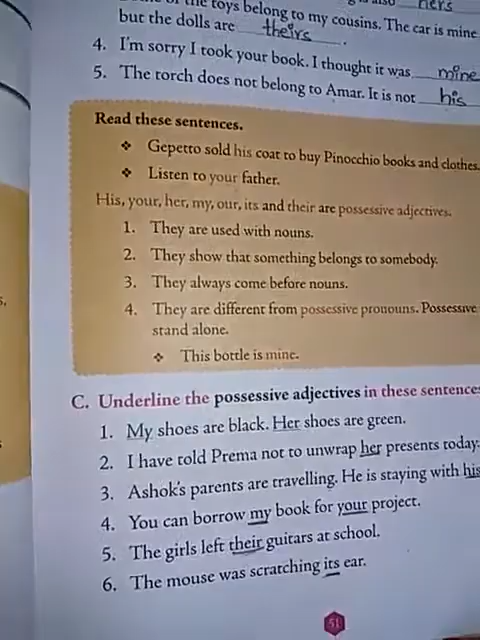 the toys belong to my cousins. The car is mine
but the dolls are theirs.
4. I'm sorry I took your book. I thought it was mine
5. The torch does not belong to Amar. It is not his
Read these sentences.
❖ Gepetto sold his coat to buy Pinocchio books and clothes.
❖ Listen to your father.
His, your, her, my, our, its and their are possessive adjectives.
1. They are used with nouns.
2. They show that something belongs to somebody.
3. They always come before nouns.
4. They are different from possessive pronouns. Possessive
stand alone.
❖ This bottle is mine.
C. Underline the possessive adjectives in these sentences
1. My shoes are black. Her shoes are green.
2. I have told Prema not to unwrap her presents today.
3. Ashok's parents are travelling. He is staying with his
4. You can borrow my book for your project.
5. The girls left their guitars at school.
6. The mouse was scratching its ear.
51